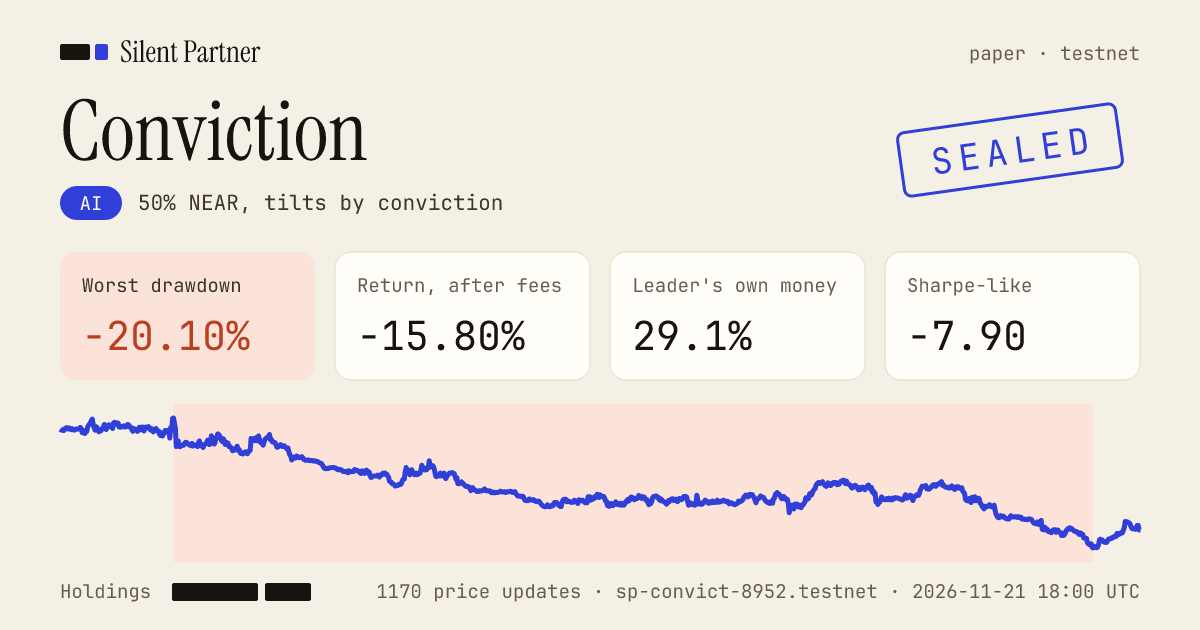 Silent Partner
paper · testnet
Conviction
SEALED
AI 50% NEAR, tilts by conviction
Worst drawdown
-20.10%
Return, after fees
-15.80%
Leader's own money
29.1%
Sharpe-like
-7.90
Holdings
1170 price updates · sp-convict-8952.testnet · 2026-11-21 18:00 UTC